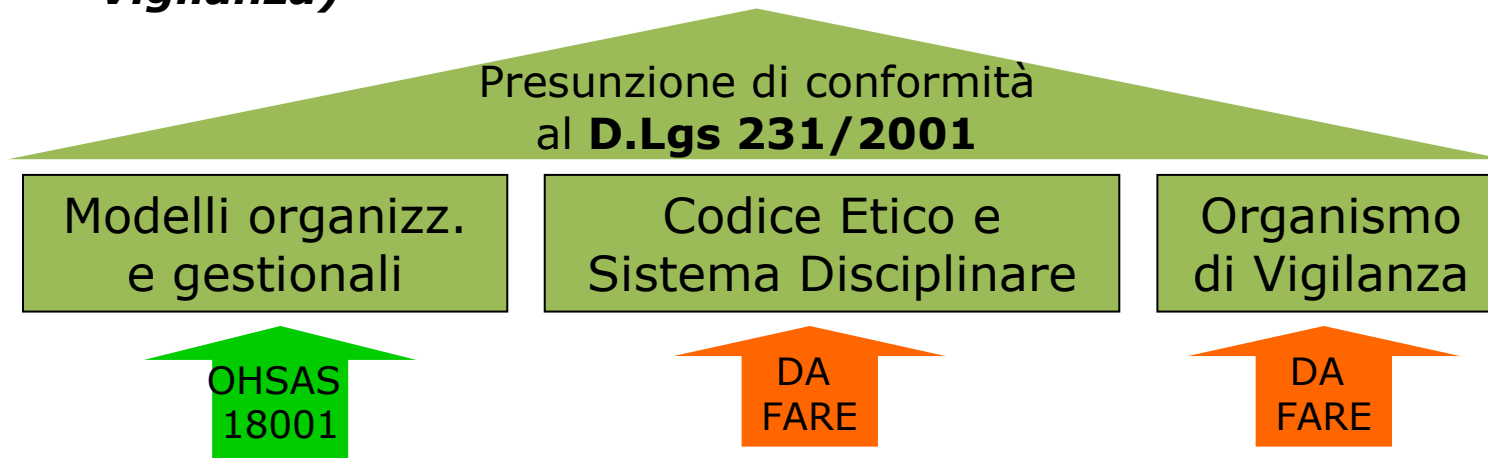 Vigilanza)
Presunzione di conformità
al D.Lgs 231/2001
Modelli organizz.
e gestionali
Codice Etico e
Sistema Disciplinare
Organismo
di Vigilanza
OHSAS
18001
DA
FARE
DA
FARE